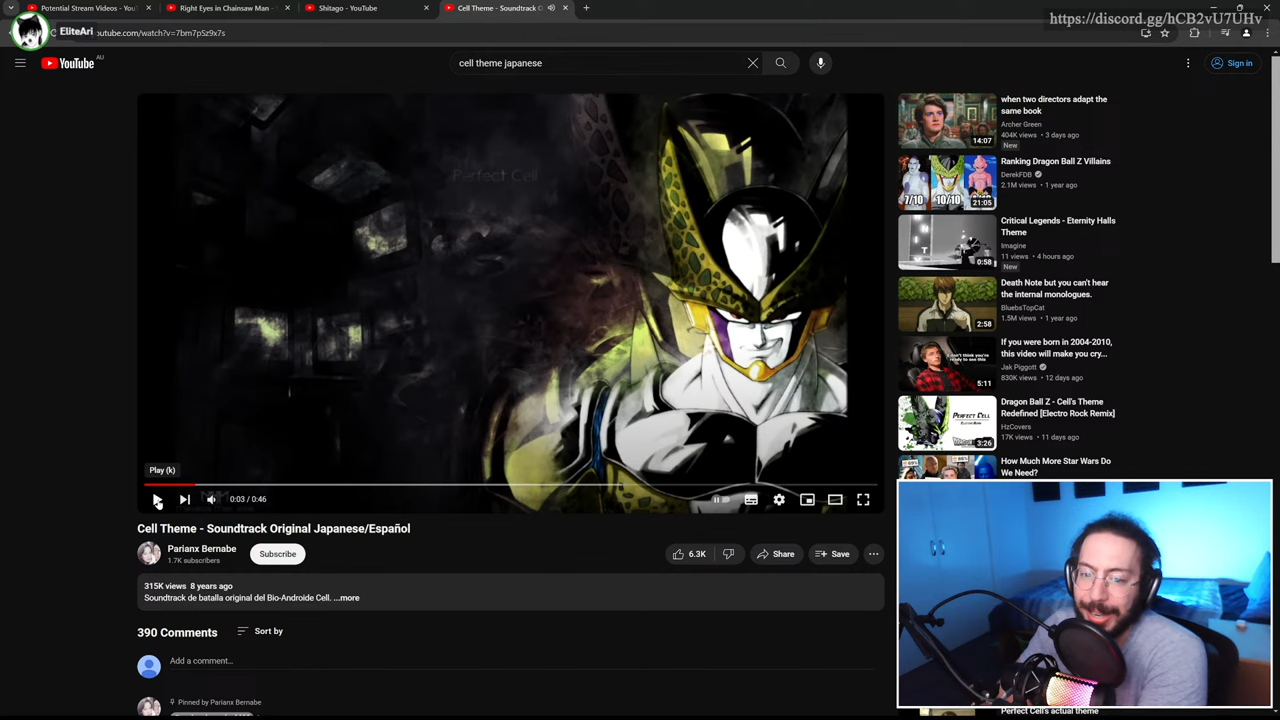 Potential Stream Videos - You
Right Eyes in Chainsaw Man -
Shitago - YouTube
Cell Theme - Soundtrack O
https://discord.gg/hCB2vU7UHv
EliteAri
utube.com/watch?v=7bm7pSz9x7s
YouTube AU
cell theme japanese
Sign in
Perfect Cell
Play (k)
0:03 / 0:46
Cell Theme - Soundtrack Original Japanese/Español
Parianx Bernabe
1.7K subscribers
Subscribe
6.3K
Share
Save
315K views 8 years ago
Soundtrack de batalla original del Bio-Androide Cell. ...more
390 Comments
Sort by
Add a comment...
Pinned by Parianx Bernabe
when two directors adapt the
same book
Archer Green
404K views • 3 days ago
New
14:07
Ranking Dragon Ball Z Villains
DerekFDB
2.1M views • 1 year ago
7/10
10/10
21:05
Critical Legends - Eternity Halls
Theme
Imagine
11 views • 4 hours ago
New
0:58
Death Note but you can't hear
the internal monologues.
BluebsTopCat
1.5M views • 1 year ago
2:58
If you were born in 2004-2010,
this video will make you cry...
Jak Piggott
830K views • 12 days ago
5:11
Dragon Ball Z - Cell's Theme
Redefined [Electro Rock Remix]
HzCovers
17K views • 11 days ago
PERFECT CELL
3:26
How Much More Star Wars Do
We Need?
Perfect Cell's actual theme